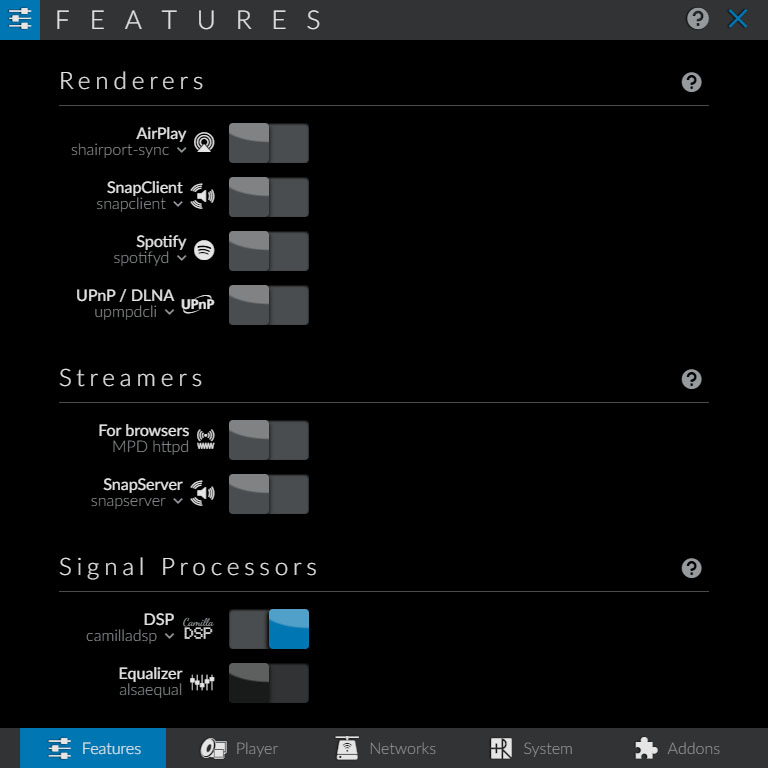 FEATURES
Renderers
AirPlay
shairport-sync
SnapClient
snapclient
Spotify
spotifyd
UPnP / DLNA
upmpdcli
UPnP
Streamers
For browsers
MPD httpd
www
SnapServer
snapserver
Signal Processors
DSP
camilladsp
Camilla
DSP
Equalizer
alsaequal
Features
Player
Networks
System
Addons